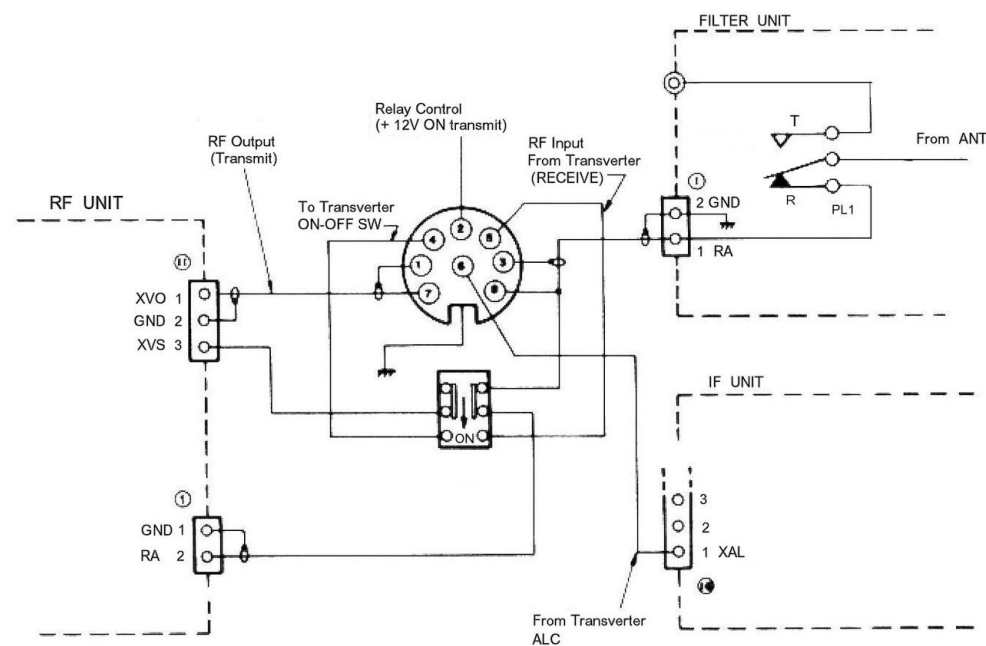 FILTER UNIT
Relay Control
(+ 12V ON transmit)
RF Output
(Transmit)
RF Input
From Transverter
(RECEIVE)
T
From ANT
RF UNIT
To Transverter
ON-OFF SW
1
2 GND
R
PL1
1 RA
2
4
5
1
6
3
7
8
11
XVO 1
GND 2
XVS 3
ON
IF UNIT
1
GND 1
RA 2
3
2
1 XAL
From Transverter
ALC